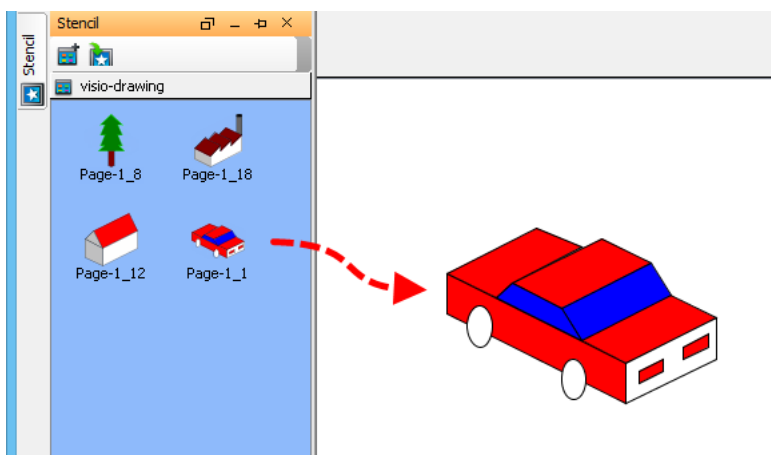 Stencil
Stencil
visio-drawing
Page-1_8
Page-1_18
Page-1_12
Page-1_1